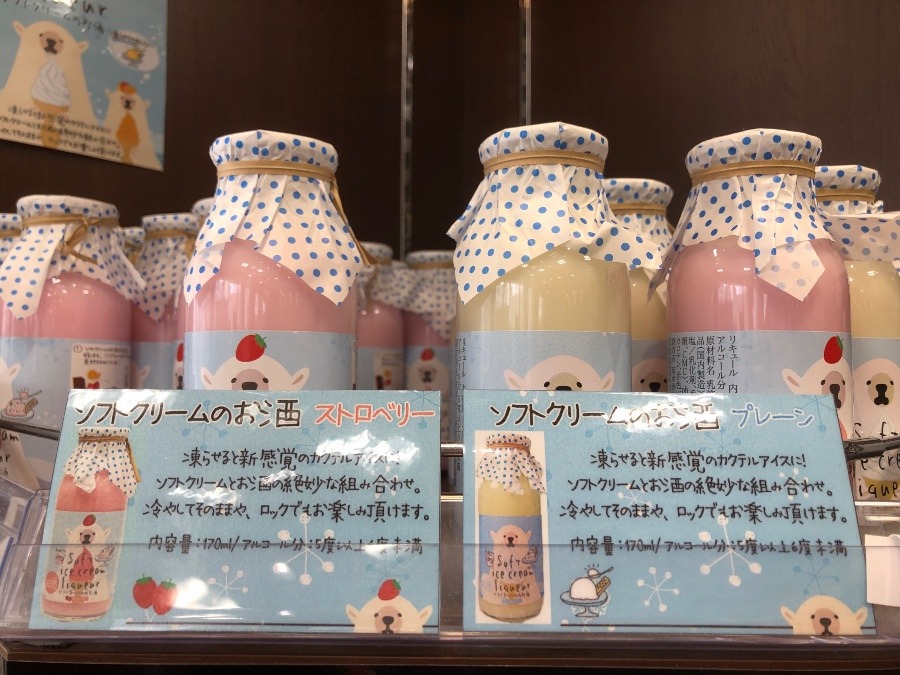 ソフトクリームのお酒 ストロベリー
凍らせると新感覚のカクテルアイスに!
ソフトクリームとお酒の絶妙な組み合わせ。
冷やしてそのままや、ロックでもお楽しみ頂けます。
内容量:170ml/アルコール分:5度以上6度未満
Soft
ice cream
liqueur
ソフトクリームのお酒 プレーン
凍らせると新感覚のカクテルアイスに!
ソフトクリームとお酒の絶妙な組み合わせ。
冷やしてそのままや、ロックでもお楽しみ頂けます。
内容量:170ml/アルコール分:5度以上6度未満
Soft
ice cream
liqueur
リキュール
アルコール分
原材料名